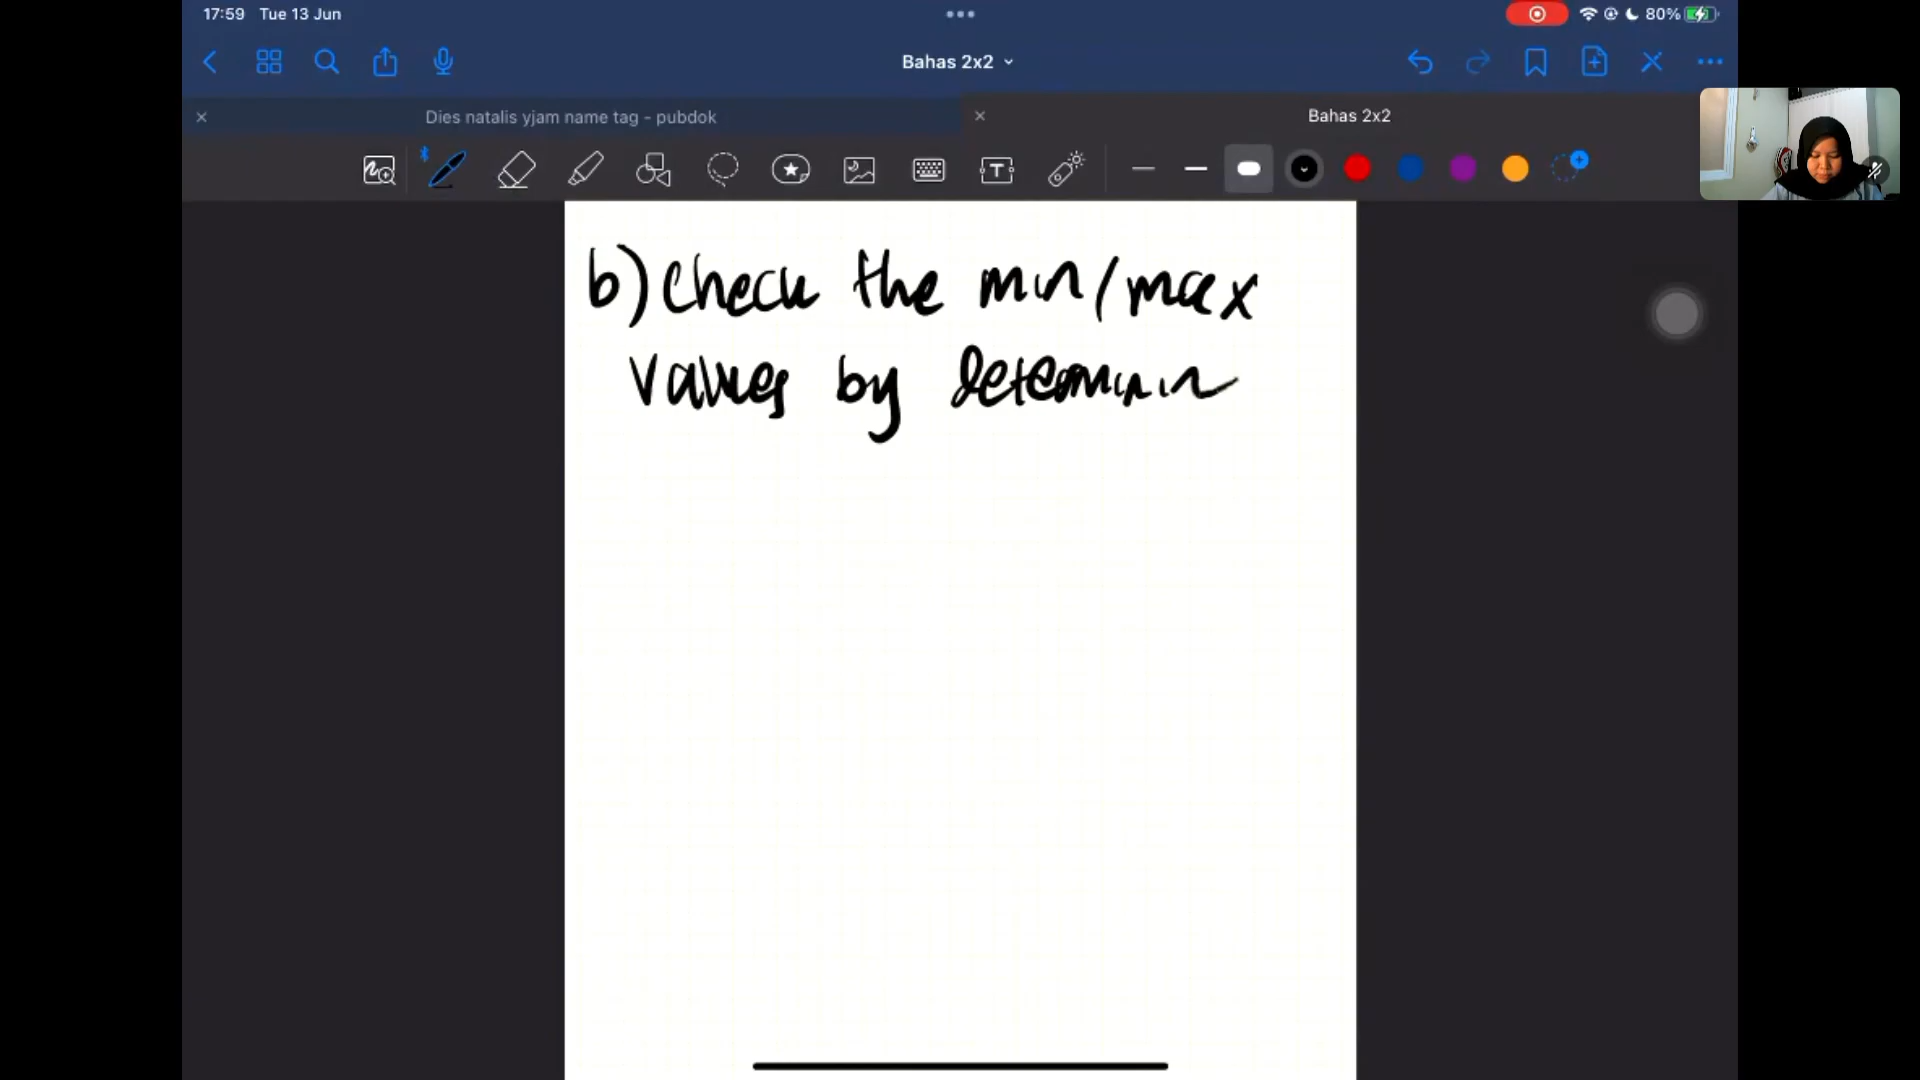 17:59 Tue 13 Jun
80%
Bahas 2x2
Dies natalis yjam name tag - pubdok
Bahas 2x2
b) check the min/max
values by determinin